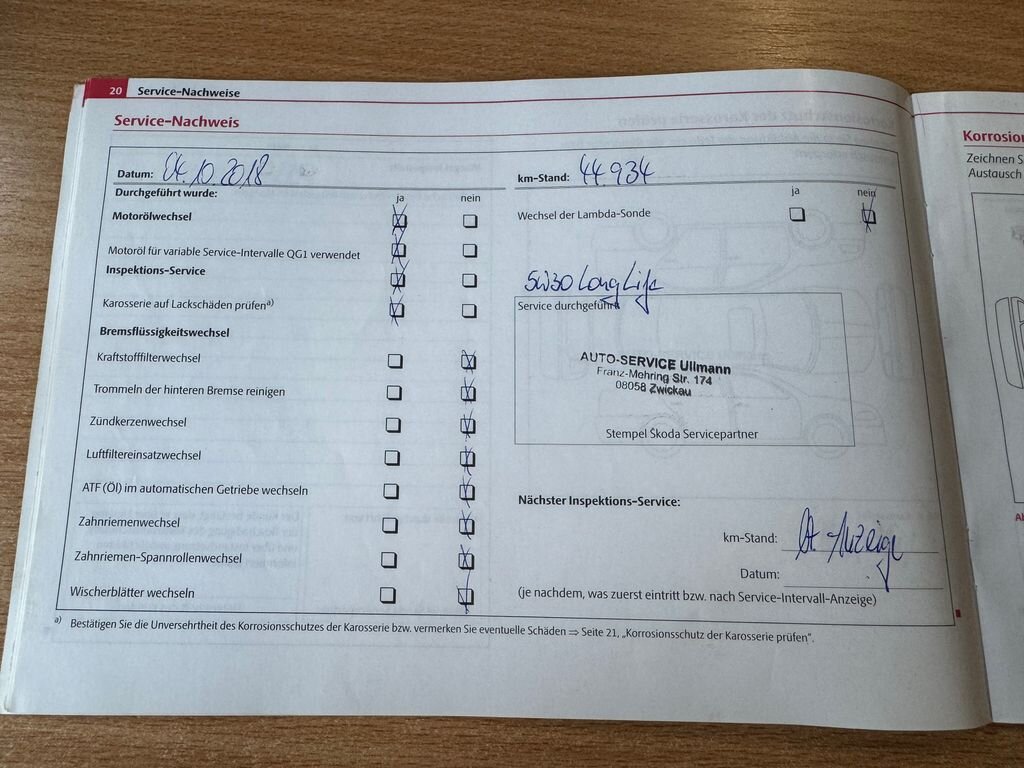 20 Service-Nachweise
Service-Nachweis
Datum: 04.10.2018
km-Stand: 44.934
Durchgeführt wurde:
ja nein
ja nein
Motorölwechsel
Wechsel der Lambda-Sonde
Motoröl für variable Service-Intervalle QG1 verwendet
Inspektions-Service
5W30 LongLife
Karosserie auf Lackschäden prüfen a)
Service durchgeführt
Bremsflüssigkeitswechsel
Kraftstofffilterwechsel
AUTO-SERVICE Ullmann
Franz-Mehring Str. 174
08058 Zwickau
Trommeln der hinteren Bremse reinigen
Zündkerzenwechsel
Stempel Škoda Servicepartner
Luftfiltereinsatzwechsel
ATF (Öl) im automatischen Getriebe wechseln
Nächster Inspektions-Service:
Zahnriemenwechsel
km-Stand: lt. Anzeige
Zahnriemen-Spannrollenwechsel
Datum:
Wischerblätter wechseln
(je nachdem, was zuerst eintritt bzw. nach Service-Intervall-Anzeige)
a) Bestätigen Sie die Unversehrtheit des Korrosionsschutzes der Karosserie bzw. vermerken Sie eventuelle Schäden ⇒ Seite 21, „Korrosionsschutz der Karosserie prüfen“.
Korrosion
Zeichnen S
Austausch